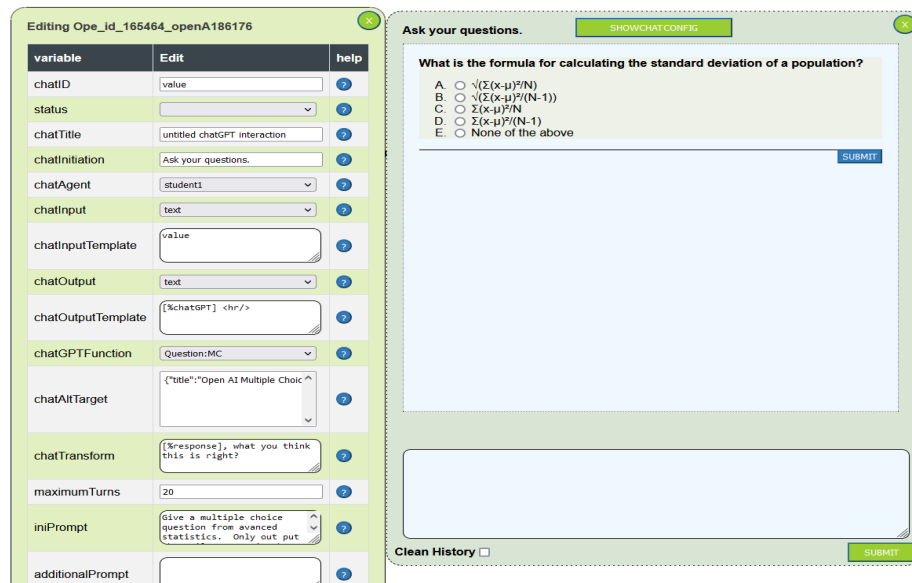 Editing Ope_id_165464_openA186176
x
variable Edit help
chatID value ?
status ?
chatTitle untitled chatGPT interaction ?
chatInitiation Ask your questions. ?
chatAgent student1 ?
chatInput text ?
chatInputTemplate value ?
chatOutput text ?
chatOutputTemplate [%chatGPT] <hr/> ?
chatGPTFunction Question:MC ?
chatAltTarget {"title":"Open AI Multiple Choic ?
chatTransform [%response], what you think
this is right? ?
maximumTurns 20 ?
iniPrompt Give a multiple choice
question from avanced
statistics. Only out put ?
additionalPrompt ?
Ask your questions. SHOWCHATCONFIG x
What is the formula for calculating the standard deviation of a population?
A. √(Σ(x-μ)²/N)
B. √(Σ(x-μ)²/(N-1))
C. Σ(x-μ)²/N
D. Σ(x-μ)²/(N-1)
E. None of the above
SUBMIT
Clean History
SUBMIT